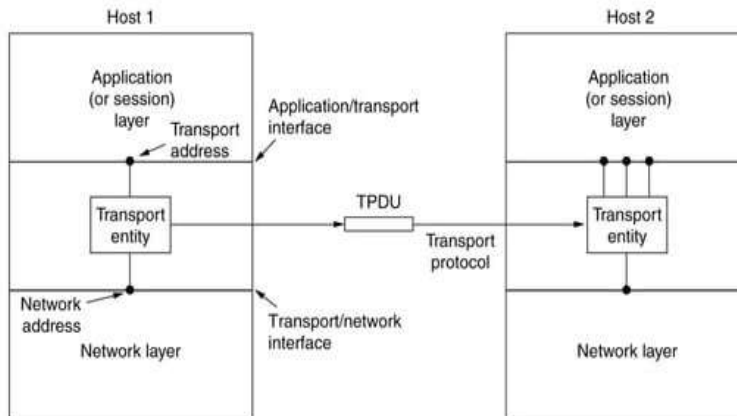 Host 1
Host 2
Application
(or session)
layer
Transport
address
Application/transport
interface
Application
(or session)
layer
Transport
entity
TPDU
Transport
protocol
Transport
entity
Network
address
Transport/network
interface
Network layer
Network layer